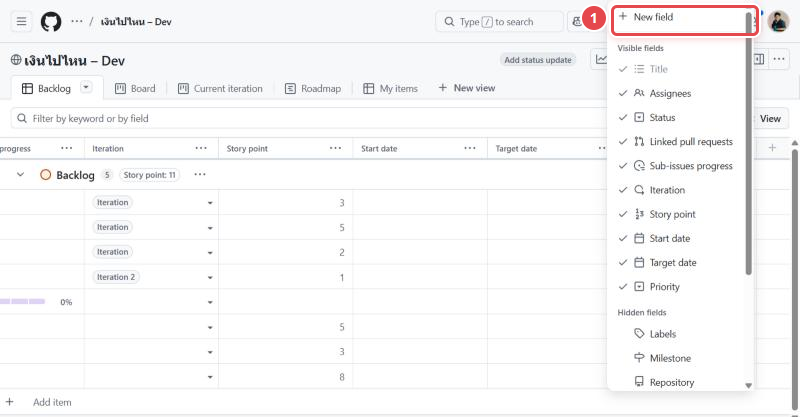 / เงินไปไหน – Dev
Type / to search
1
+ New field
เงินไปไหน – Dev
Add status update
Backlog
Board
Current iteration
Roadmap
My items
+ New view
Filter by keyword or by field
View
progress
Iteration
Story point
Start date
Target date
Backlog 5 Story point: 11
Iteration 3
Iteration 5
Iteration 2
Iteration 2 1
0%
5
3
8
+ Add item
Visible fields
Title
Assignees
Status
Linked pull requests
Sub-issues progress
Iteration
Story point
Start date
Target date
Priority
Hidden fields
Labels
Milestone
Repository